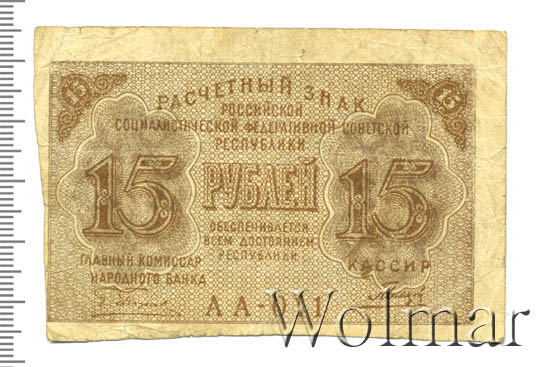 15
15
РАСЧЕТНЫЙ ЗНАК
РОССИЙСКОЙ
СОЦИАЛИСТИЧЕСКОЙ ФЕДЕРАТИВНОЙ СОВЕТСКОЙ
РЕСПУБЛИКИ
15 РУБЛЕЙ 15
ОБЕСПЕЧИВАЕТСЯ
ВСЕМ ДОСТОЯНИЕМ
РЕСПУБЛИКИ
ГЛАВНЫЙ КОМИССАР
НАРОДНОГО БАНКА
КАССИР
АА-
Wolmar